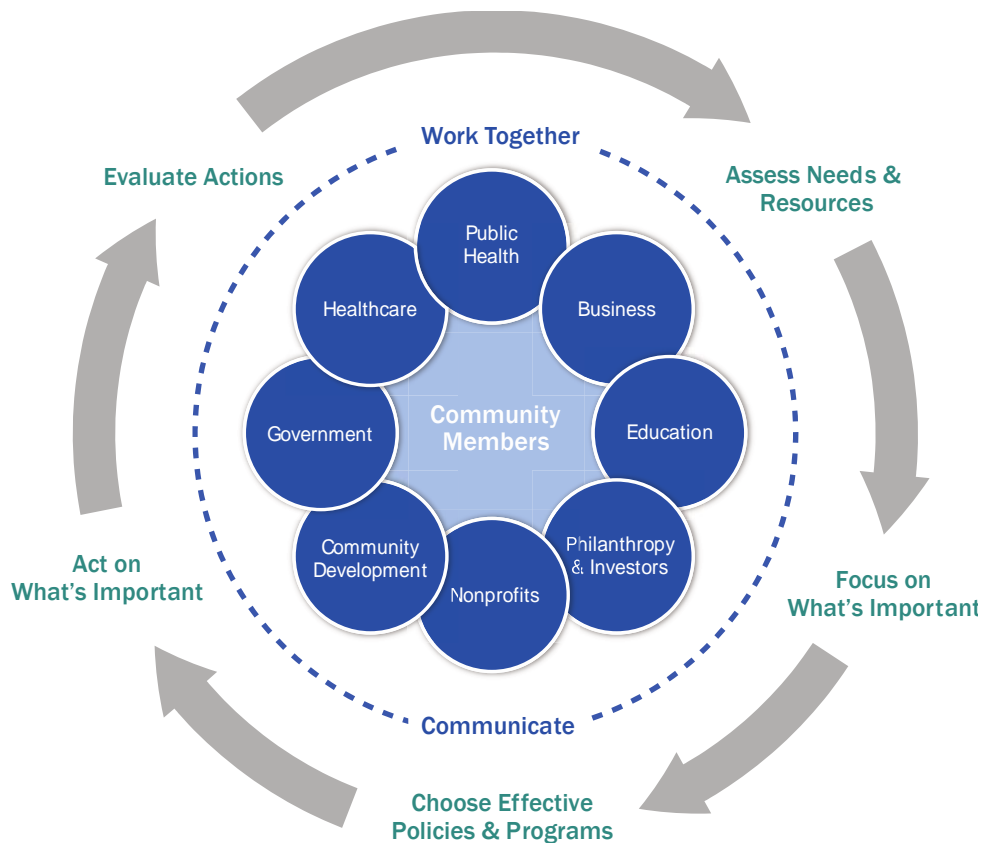 Work Together
Evaluate Actions
Assess Needs &
Resources
Public
Health
Healthcare
Business
Community
Members
Government
Education
Community
Development
Philanthropy
& Investors
Nonprofits
Act on
What's Important
Focus on
What's Important
Communicate
Choose Effective
Policies & Programs